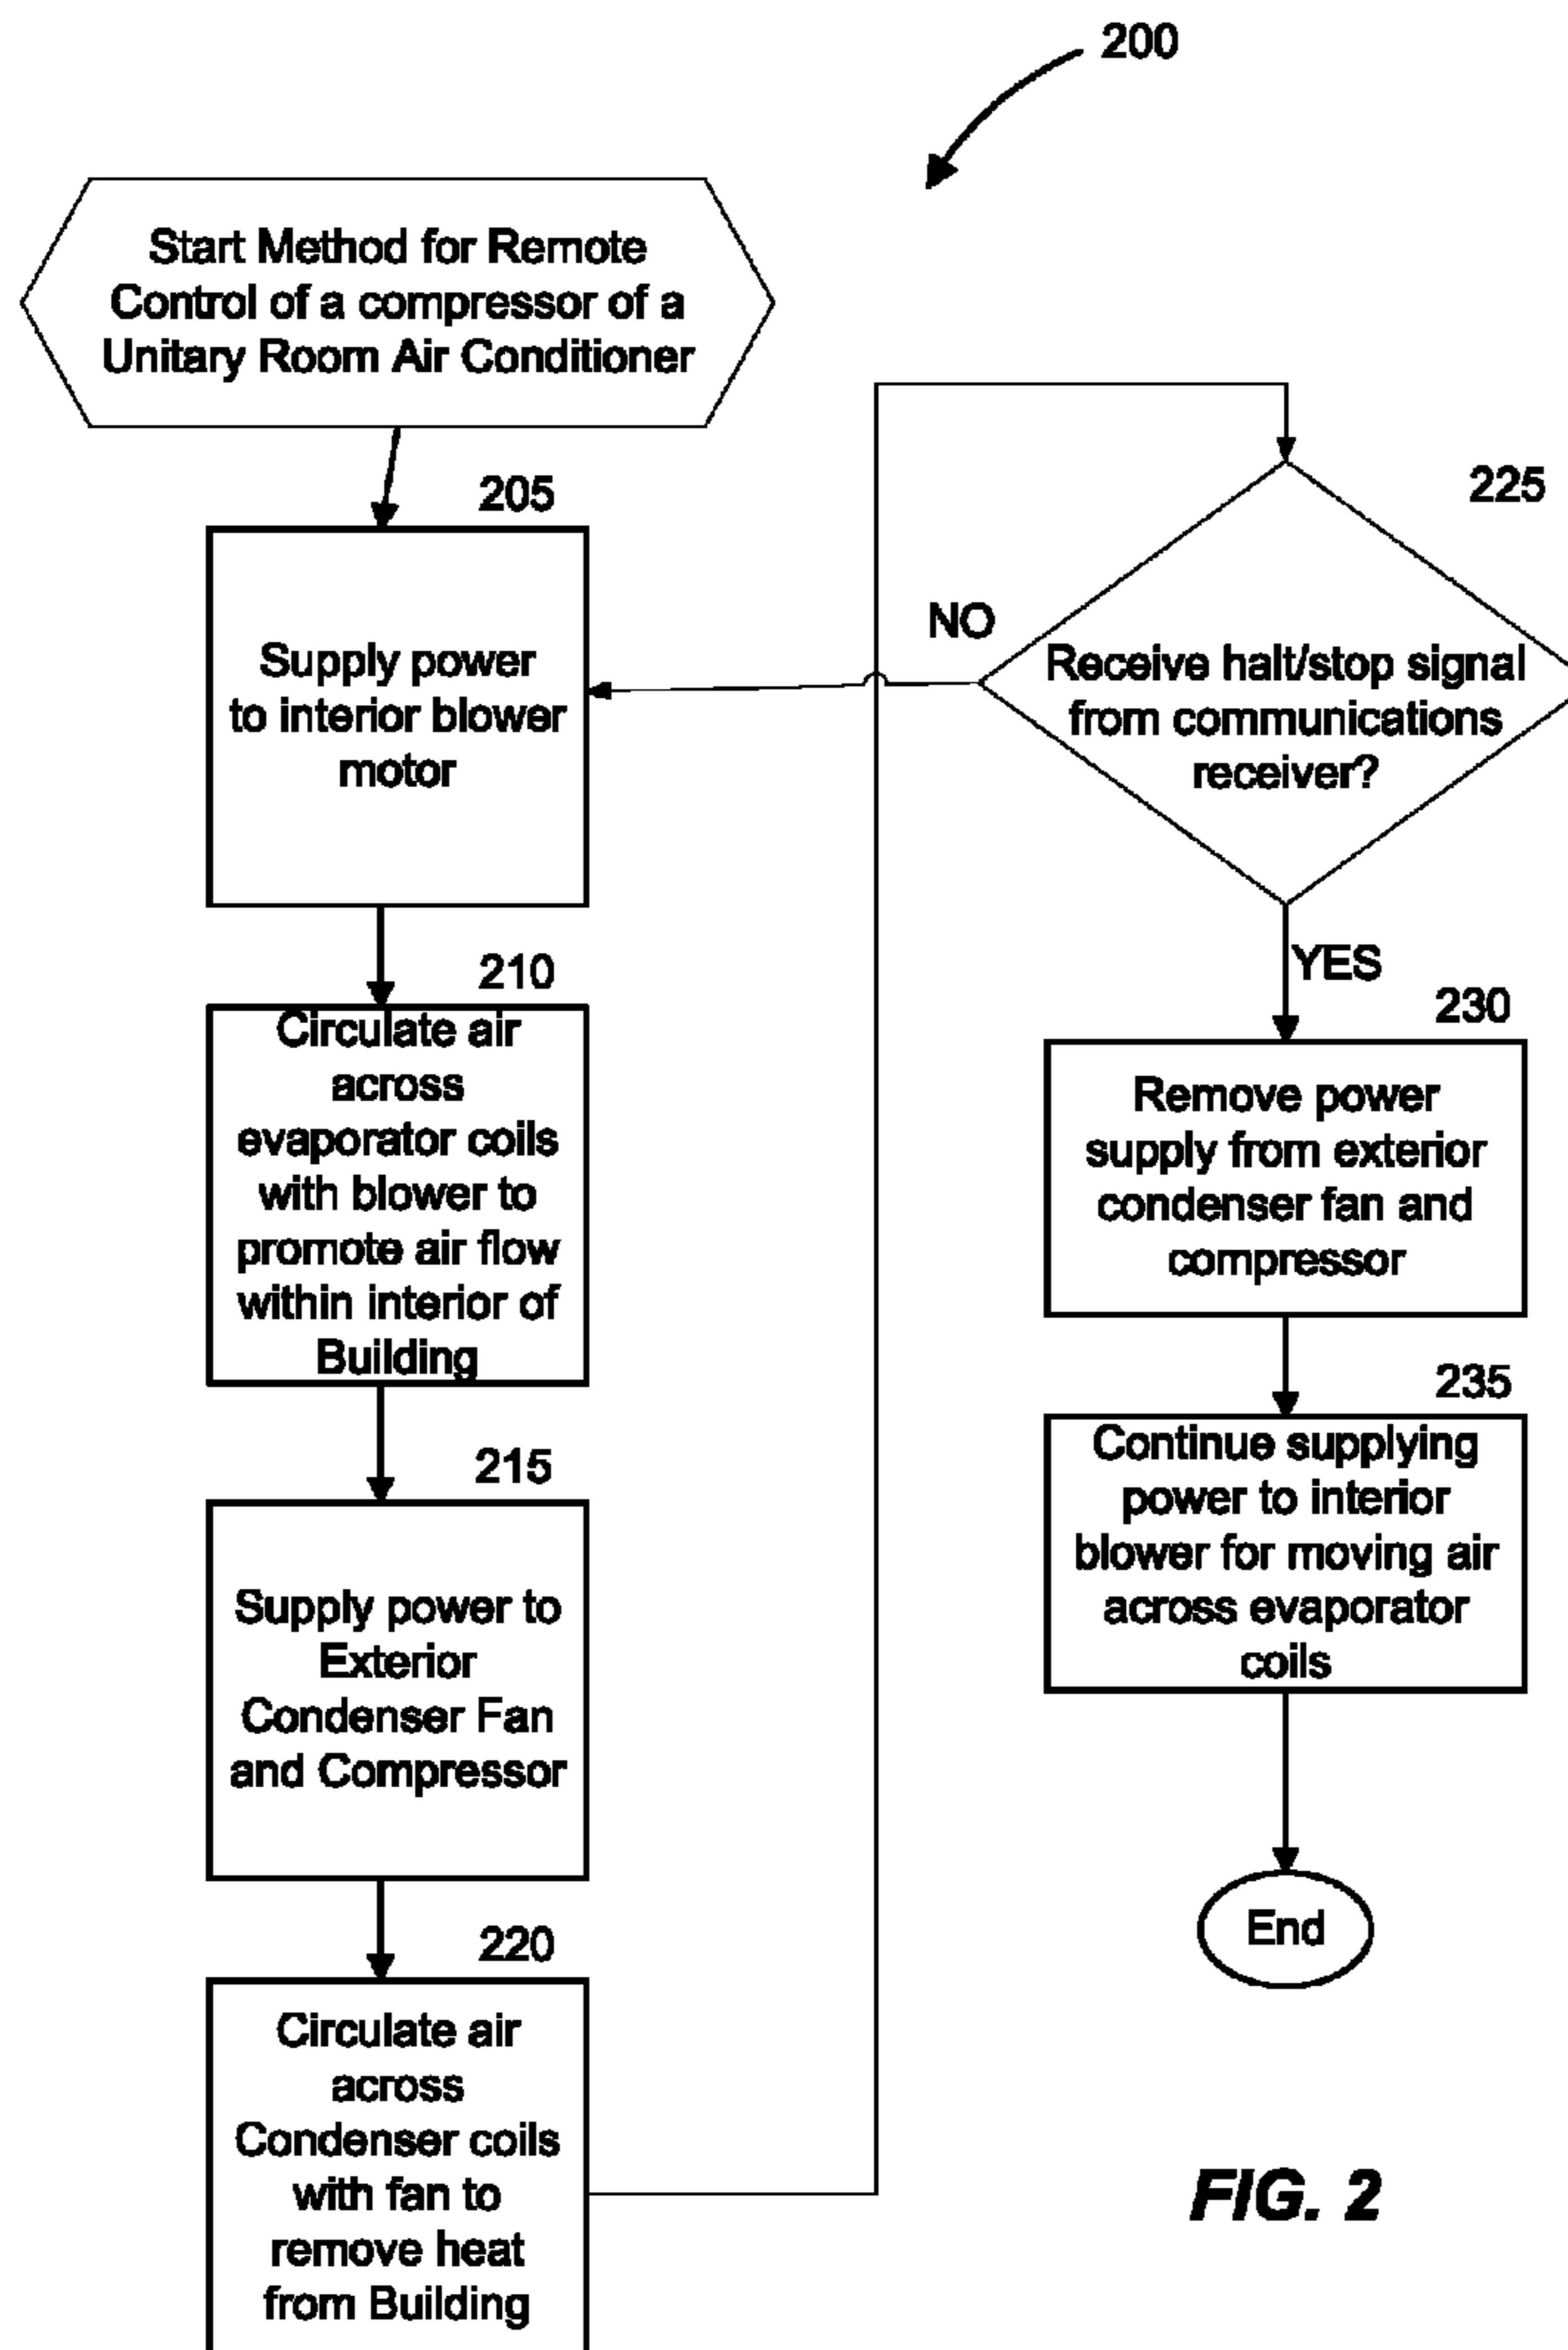 200
Start Method for Remote
Control of a compressor of a
Unitary Room Air Conditioner
205
Supply power
to interior blower
motor
210
Circulate air
across
evaporator coils
with blower to
promote air flow
within interior of
Building
215
Supply power to
Exterior
Condenser Fan
and Compressor
220
Circulate air
across
Condenser coils
with fan to
remove heat
from Building
225
NO
Receive halt/stop signal
from communications
receiver?
YES
230
Remove power
supply from exterior
condenser fan and
compressor
235
Continue supplying
power to interior
blower for moving air
across evaporator
coils
End
FIG. 2